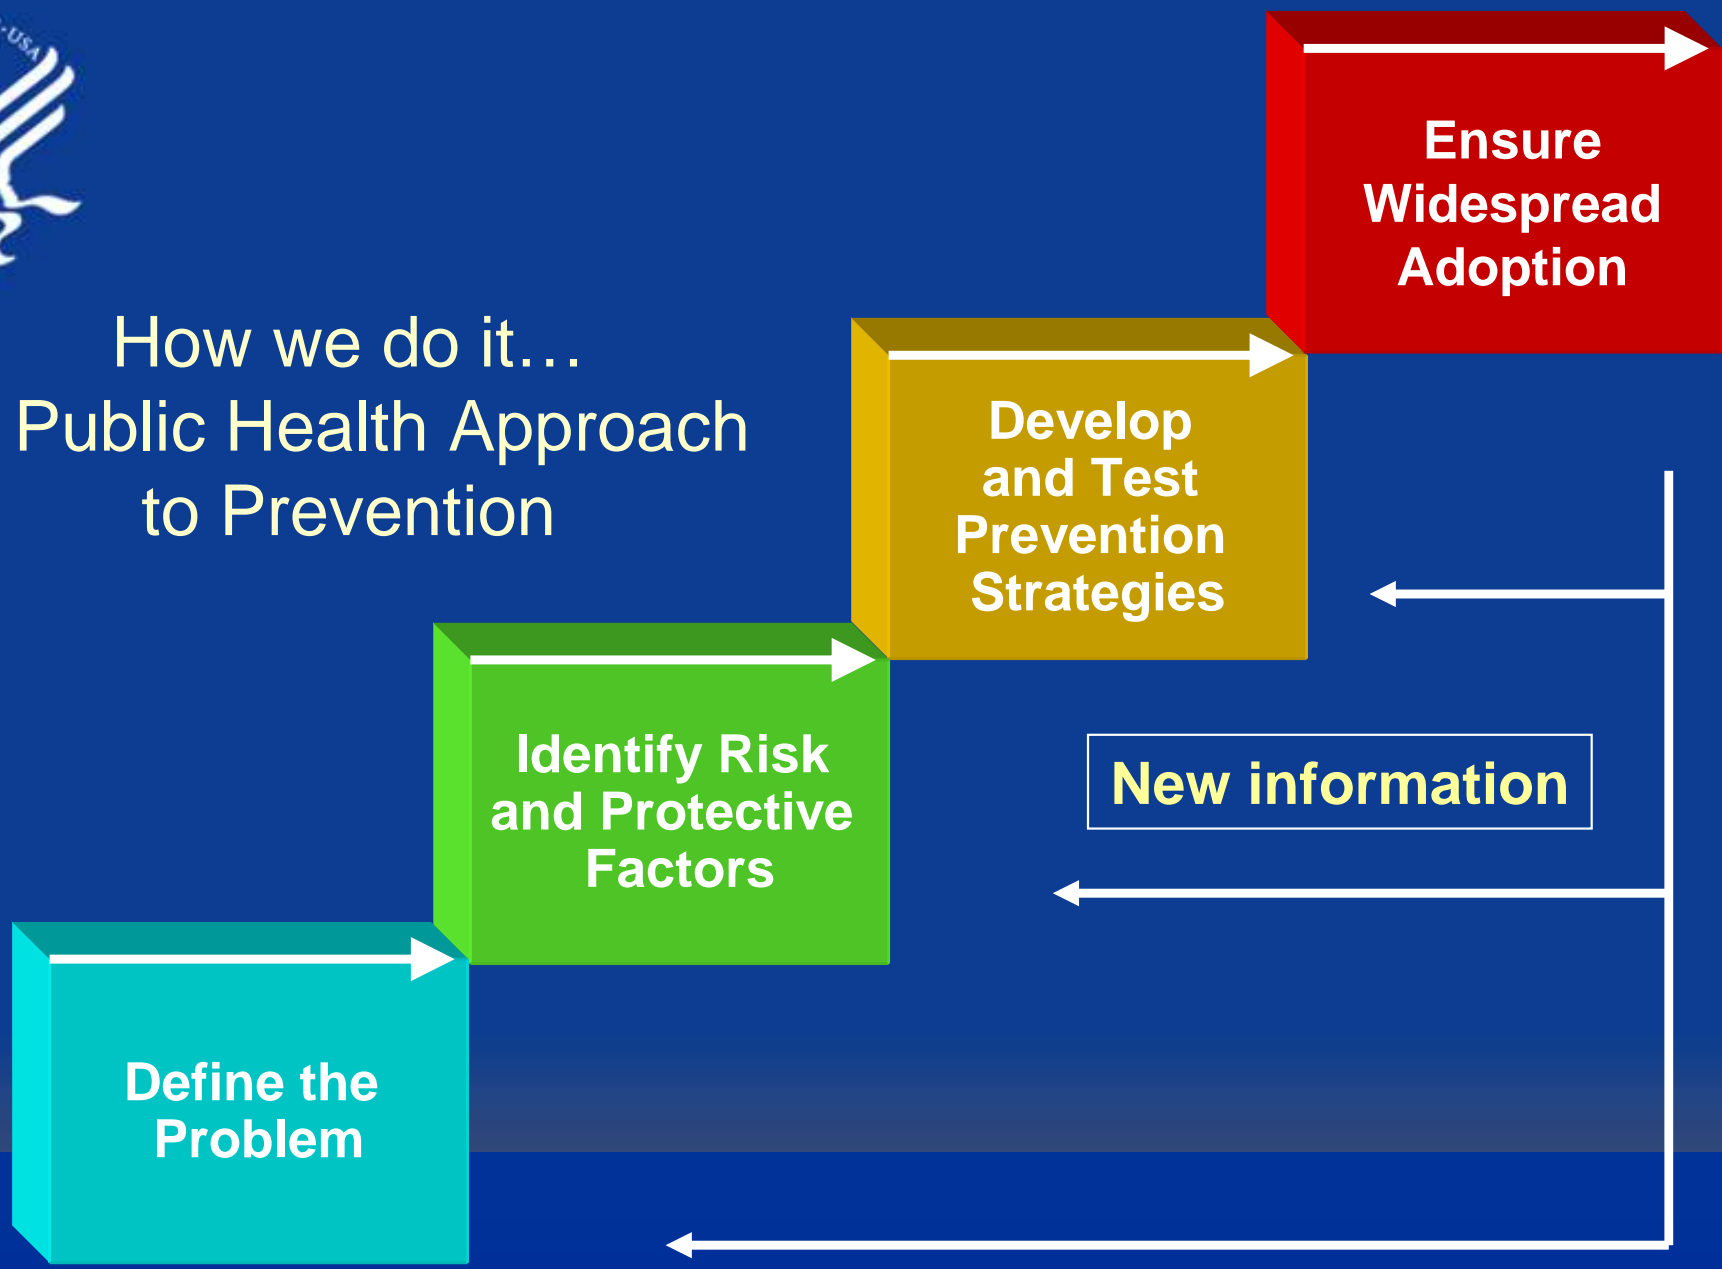 USA
How we do it…
Public Health Approach
to Prevention
Ensure
Widespread
Adoption
Develop
and Test
Prevention
Strategies
Identify Risk
and Protective
Factors
New information
Define the
Problem